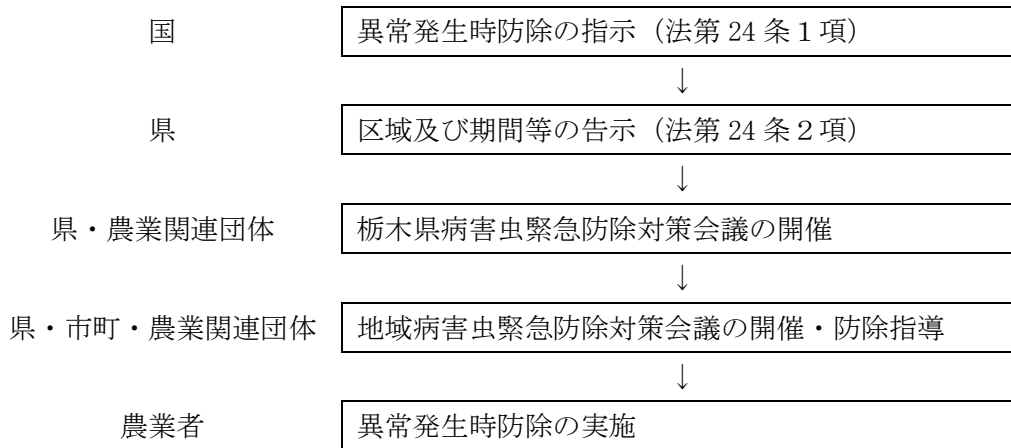 国 異常発生時防除の指示（法第 24 条１項）
↓
県 区域及び期間等の告示（法第 24 条２項）
↓
県・農業関連団体 栃木県病害虫緊急防除対策会議の開催
↓
県・市町・農業関連団体 地域病害虫緊急防除対策会議の開催・防除指導
↓
農業者 異常発生時防除の実施